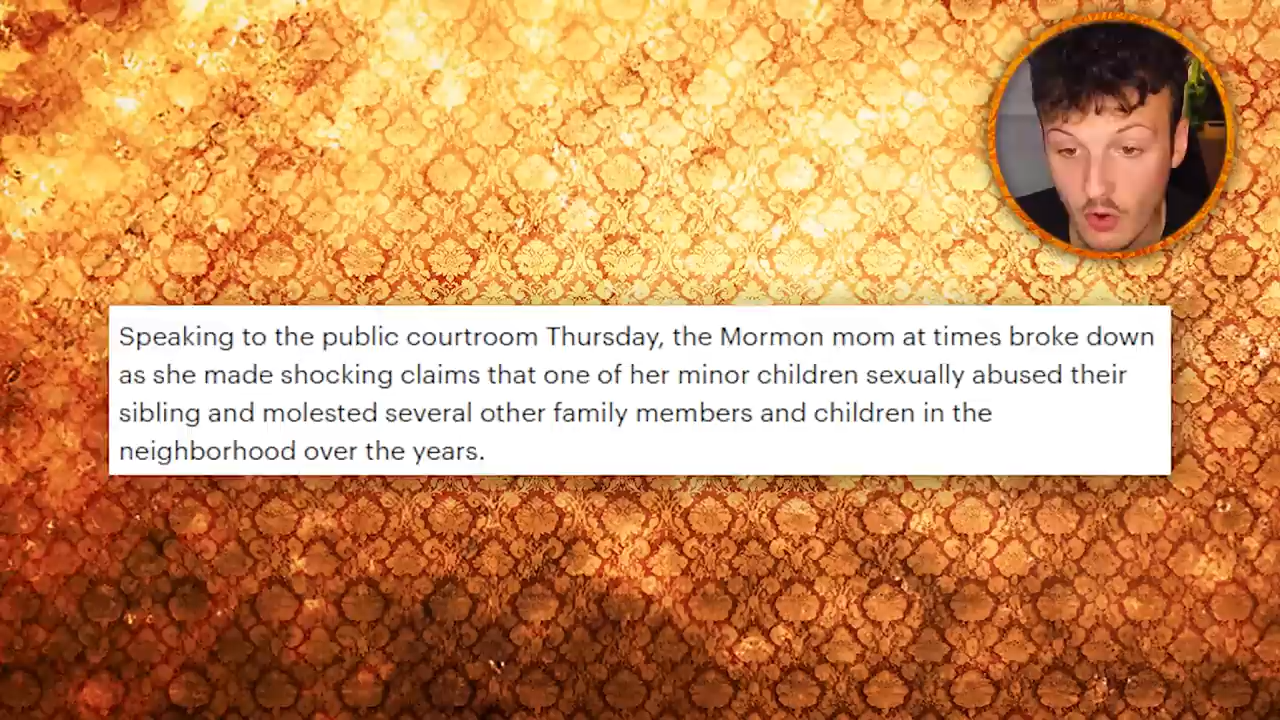 Speaking to the public courtroom Thursday, the Mormon mom at times broke down
as she made shocking claims that one of her minor children sexually abused their
sibling and molested several other family members and children in the
neighborhood over the years.